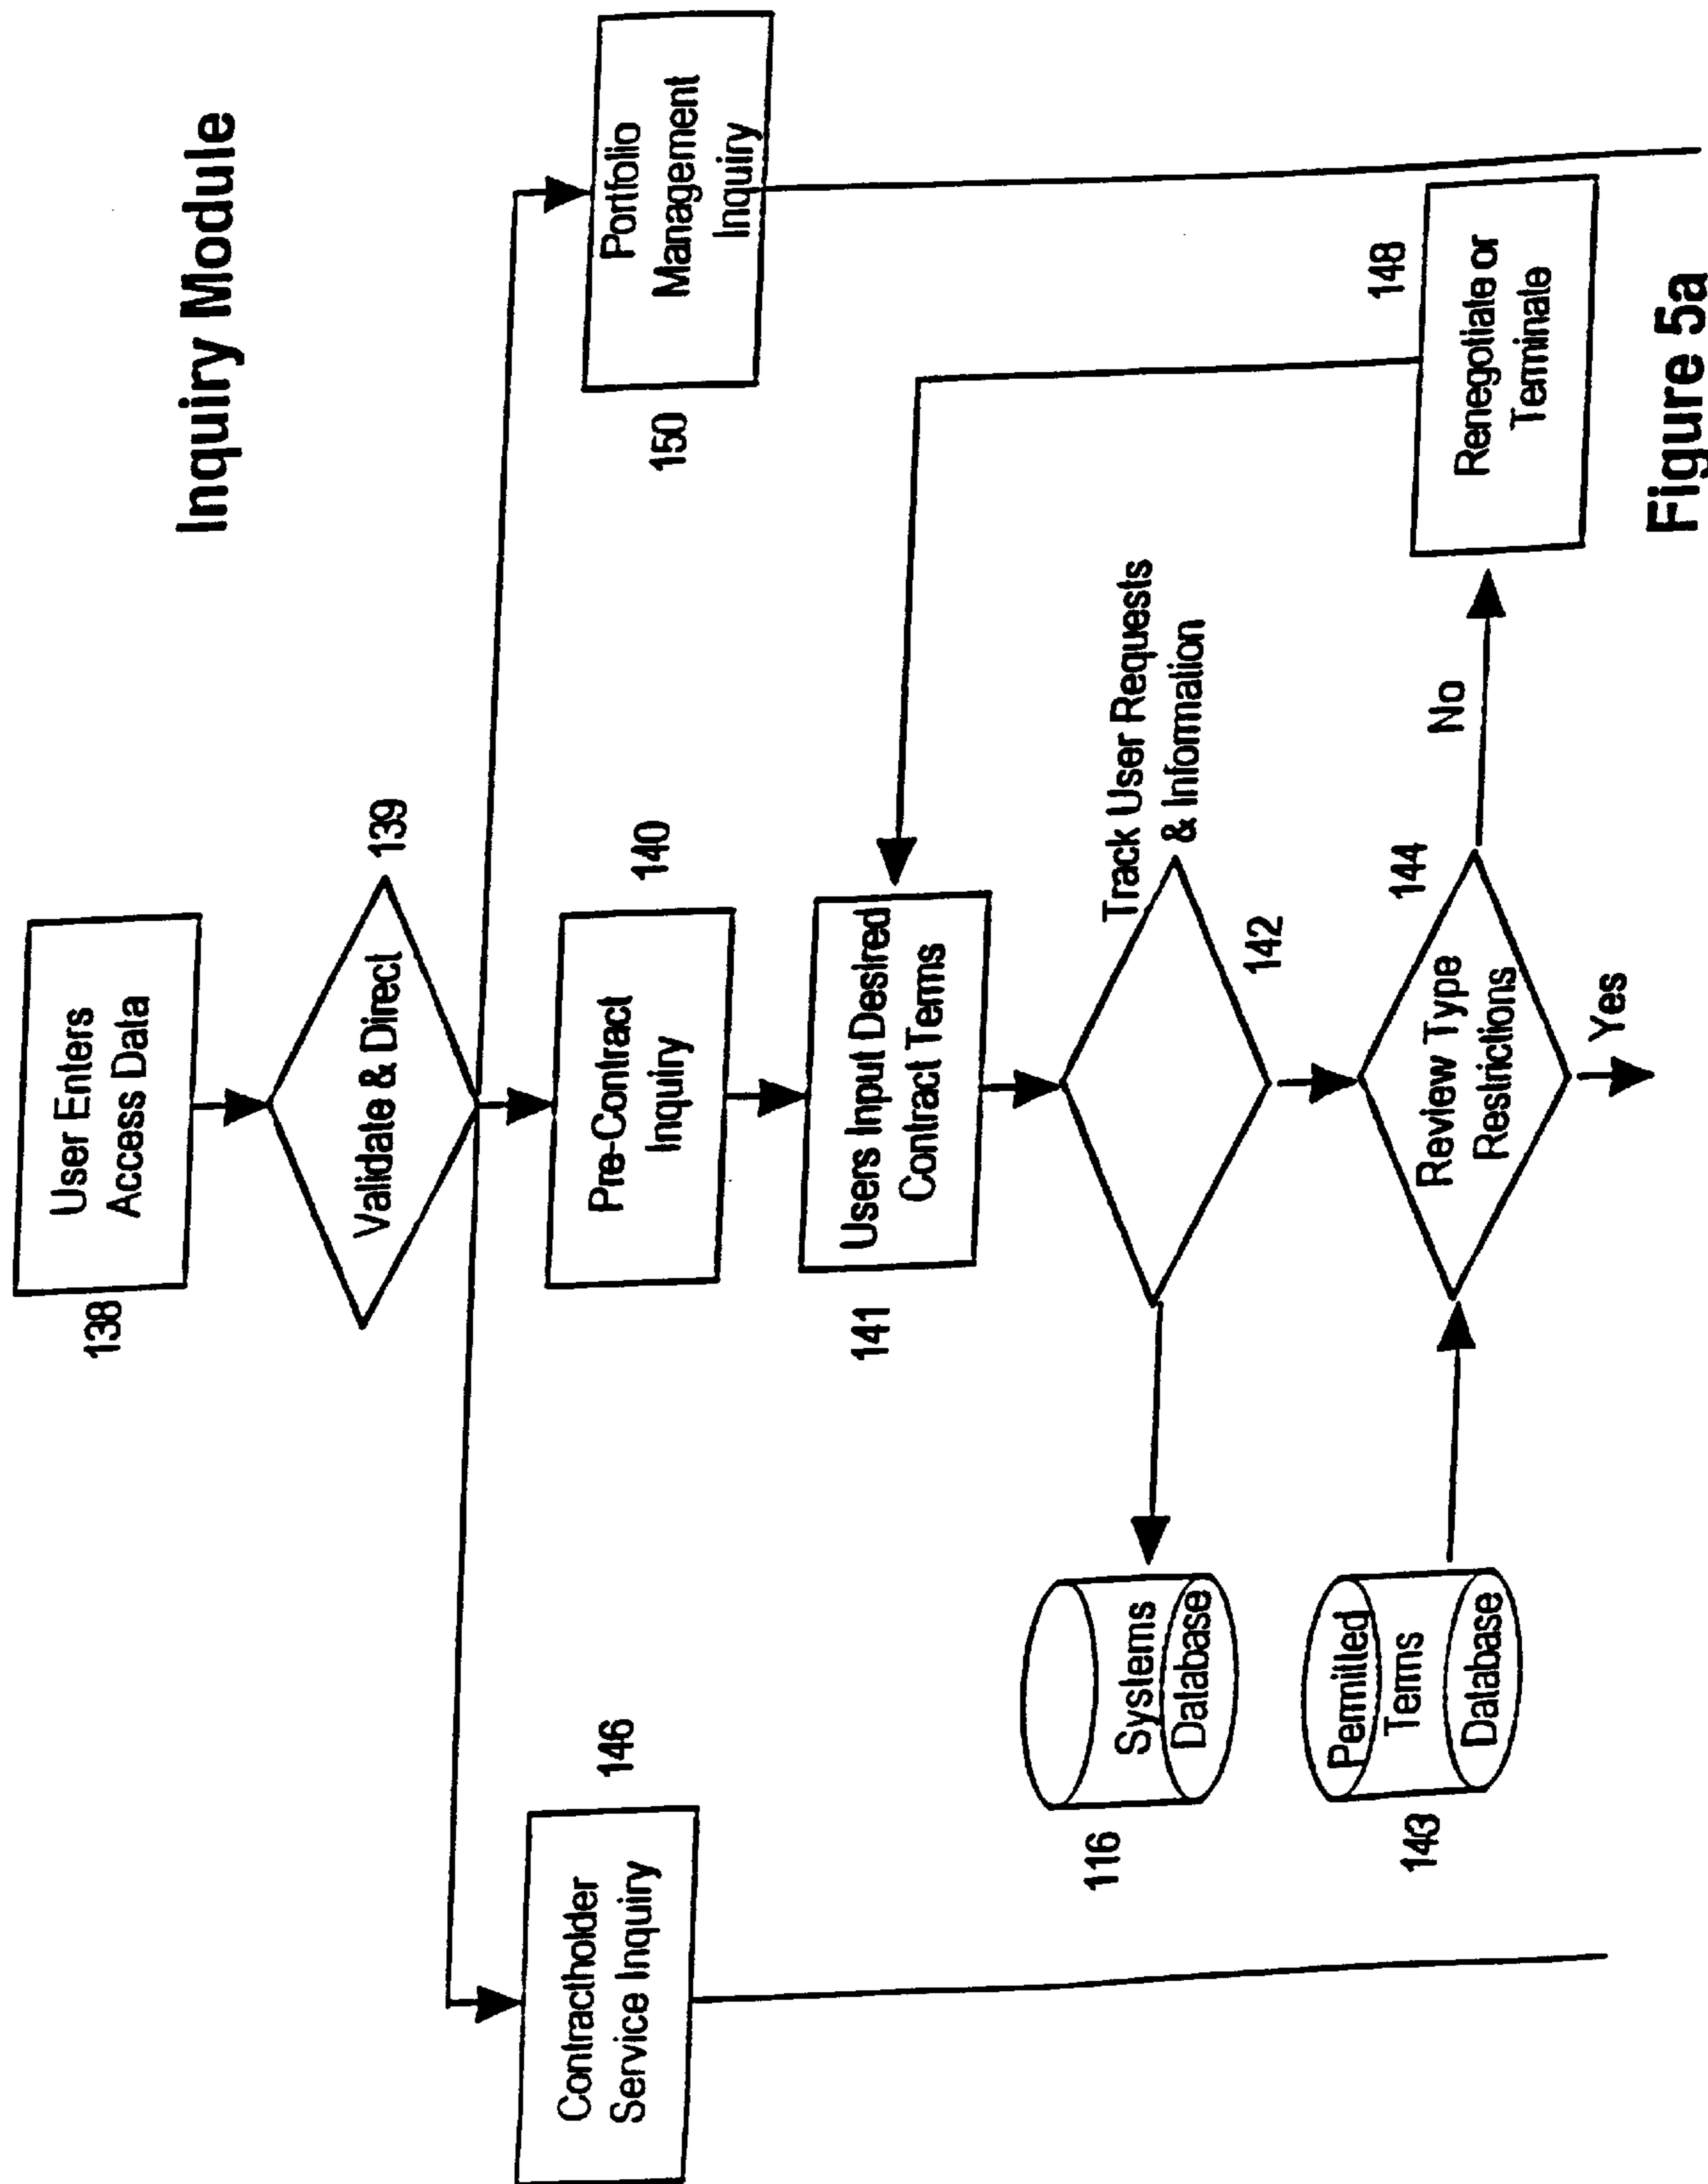 Inquiry Module
User Enters
Access Data
138
Validate & Direct
139
Contractholder
Service Inquiry
146
Pre-Contract
Inquiry
140
Portfolio
Management
Inquiry
150
Users Input Desired
Contract Terms
141
Track User Requests
& Information
142
Systems
Database
116
Permitted
Terms
Database
143
Review Type
Restrictions
144
No
Yes
Renegotiate or
Terminate
148
Figure 5a